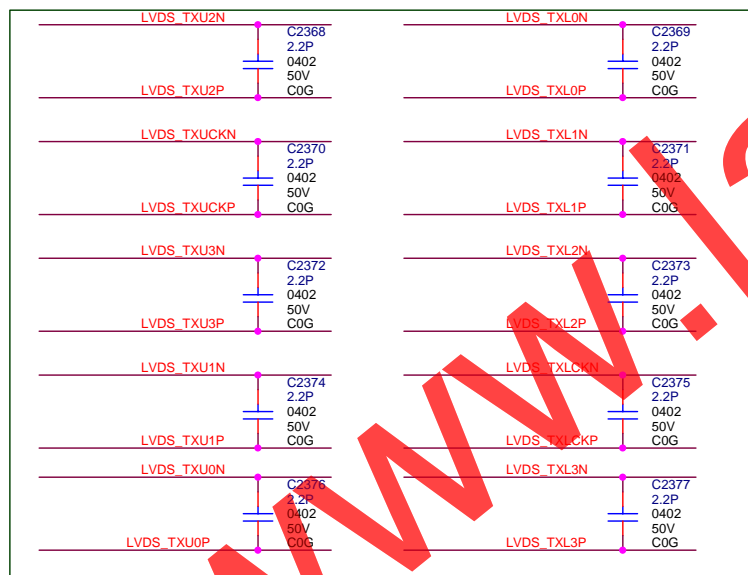 LVDS_TXU2N
C2368
2.2P
0402
50V
C0G
LVDS_TXU2P
LVDS_TXL0N
C2369
2.2P
0402
50V
C0G
LVDS_TXL0P
LVDS_TXUCKN
C2370
2.2P
0402
50V
C0G
LVDS_TXUCKP
LVDS_TXL1N
C2371
2.2P
0402
50V
C0G
LVDS_TXL1P
LVDS_TXU3N
C2372
2.2P
0402
50V
C0G
LVDS_TXU3P
LVDS_TXL2N
C2373
2.2P
0402
50V
C0G
LVDS_TXL2P
LVDS_TXU1N
C2374
2.2P
0402
50V
C0G
LVDS_TXU1P
LVDS_TXLCKN
C2375
2.2P
0402
50V
C0G
LVDS_TXLCKP
LVDS_TXU0N
C2376
2.2P
0402
50V
C0G
LVDS_TXU0P
LVDS_TXL3N
C2377
2.2P
0402
50V
C0G
LVDS_TXL3P